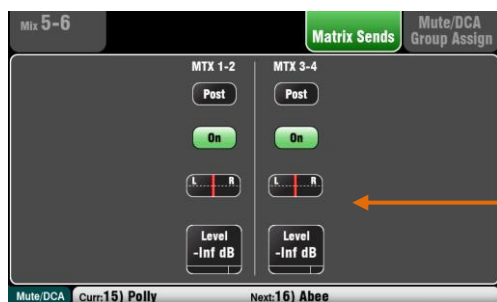 Mix 5-6
Matrix Sends
Mute/DCA
Group Assign
MTX 1-2 MTX 3-4
Post Post
On On
L R L R
Level Level
-Inf dB -Inf dB
Mute/DCA Curr:15) Polly Next:16) Abee